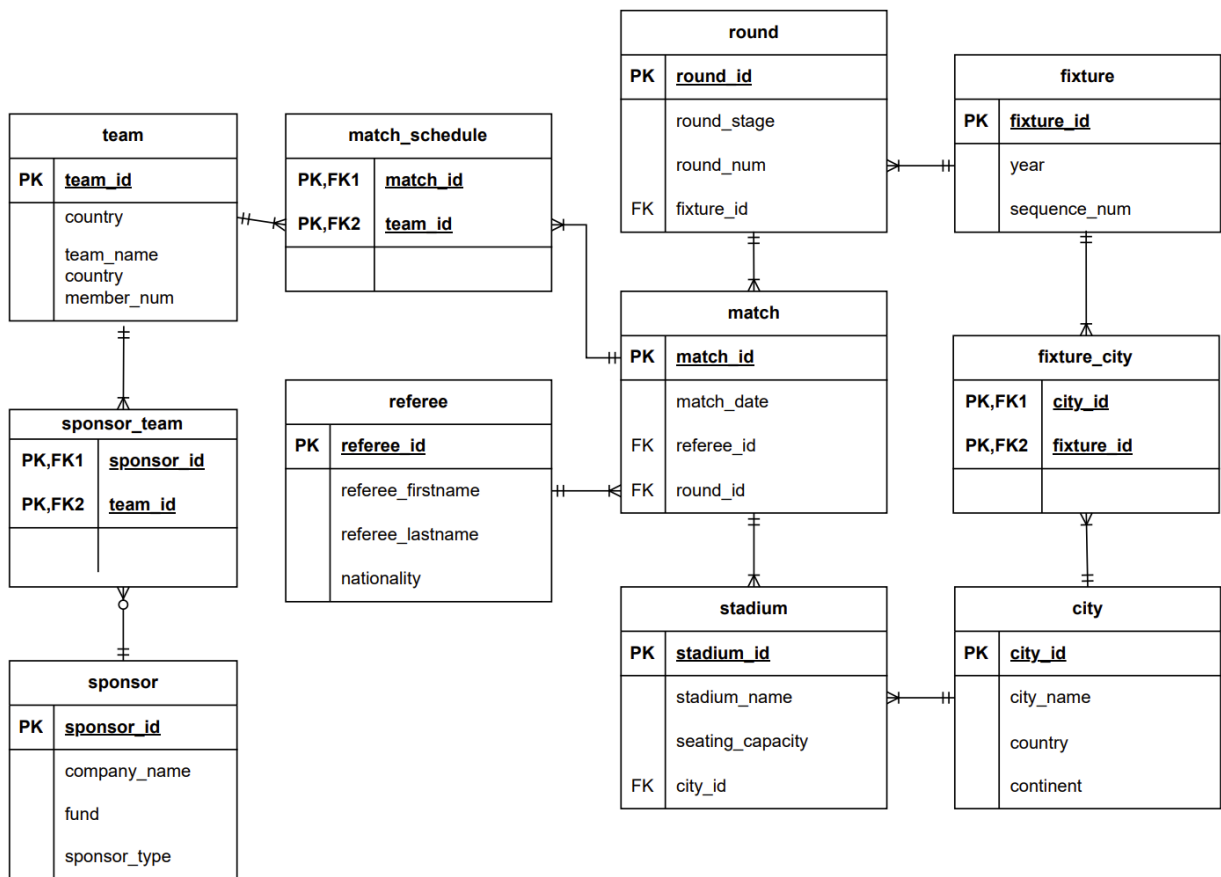 round
PK round_id
round_stage
round_num
FK fixture_id
fixture
PK fixture_id
year
sequence_num
team
PK team_id
country
team_name
country
member_num
match_schedule
PK,FK1 match_id
PK,FK2 team_id
match
PK match_id
match_date
FK referee_id
FK round_id
fixture_city
PK,FK1 city_id
PK,FK2 fixture_id
referee
PK referee_id
referee_firstname
referee_lastname
nationality
sponsor_team
PK,FK1 sponsor_id
PK,FK2 team_id
stadium
PK stadium_id
stadium_name
seating_capacity
FK city_id
city
PK city_id
city_name
country
continent
sponsor
PK sponsor_id
company_name
fund
sponsor_type